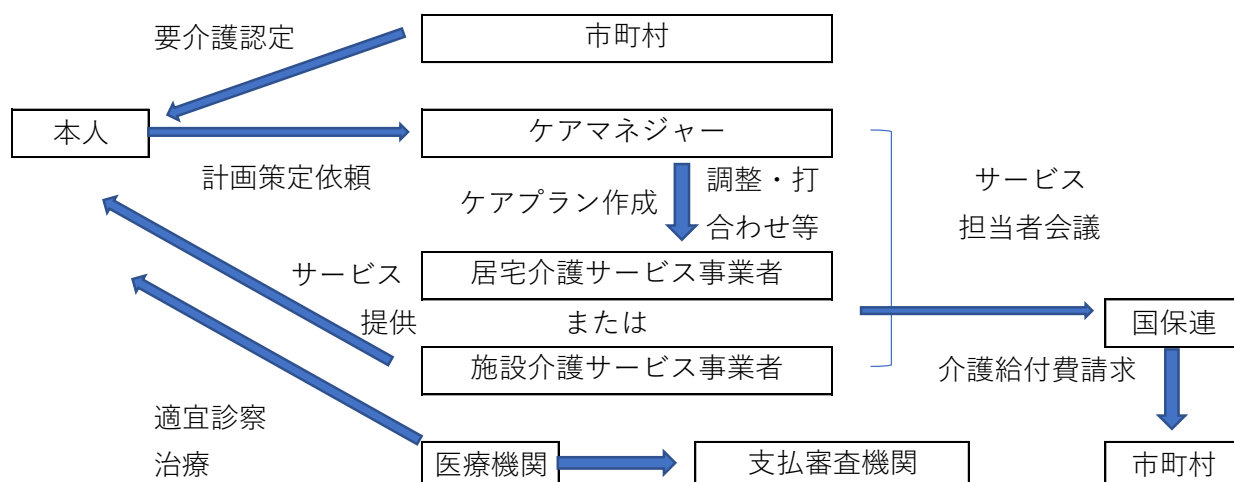 要介護認定
市町村
本人
ケアマネジャー
計画策定依頼
ケアプラン作成
調整・打
合わせ等
サービス
担当者会議
サービス
提供
居宅介護サービス事業者
または
施設介護サービス事業者
国保連
介護給付費請求
適宜診察
治療
医療機関
支払審査機関
市町村